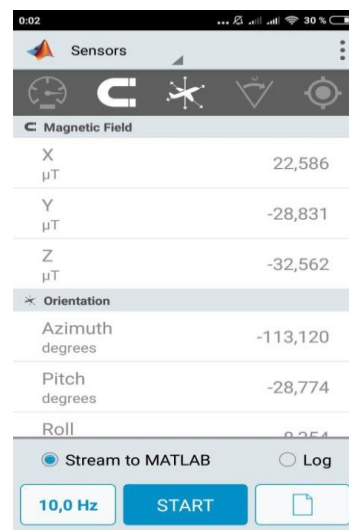 0:02 ... 30 %
Sensors
Magnetic Field
X 22,586
μT
Y -28,831
μT
Z -32,562
μT
Orientation
Azimuth -113,120
degrees
Pitch -28,774
degrees
Roll
Stream to MATLAB Log
10,0 Hz START